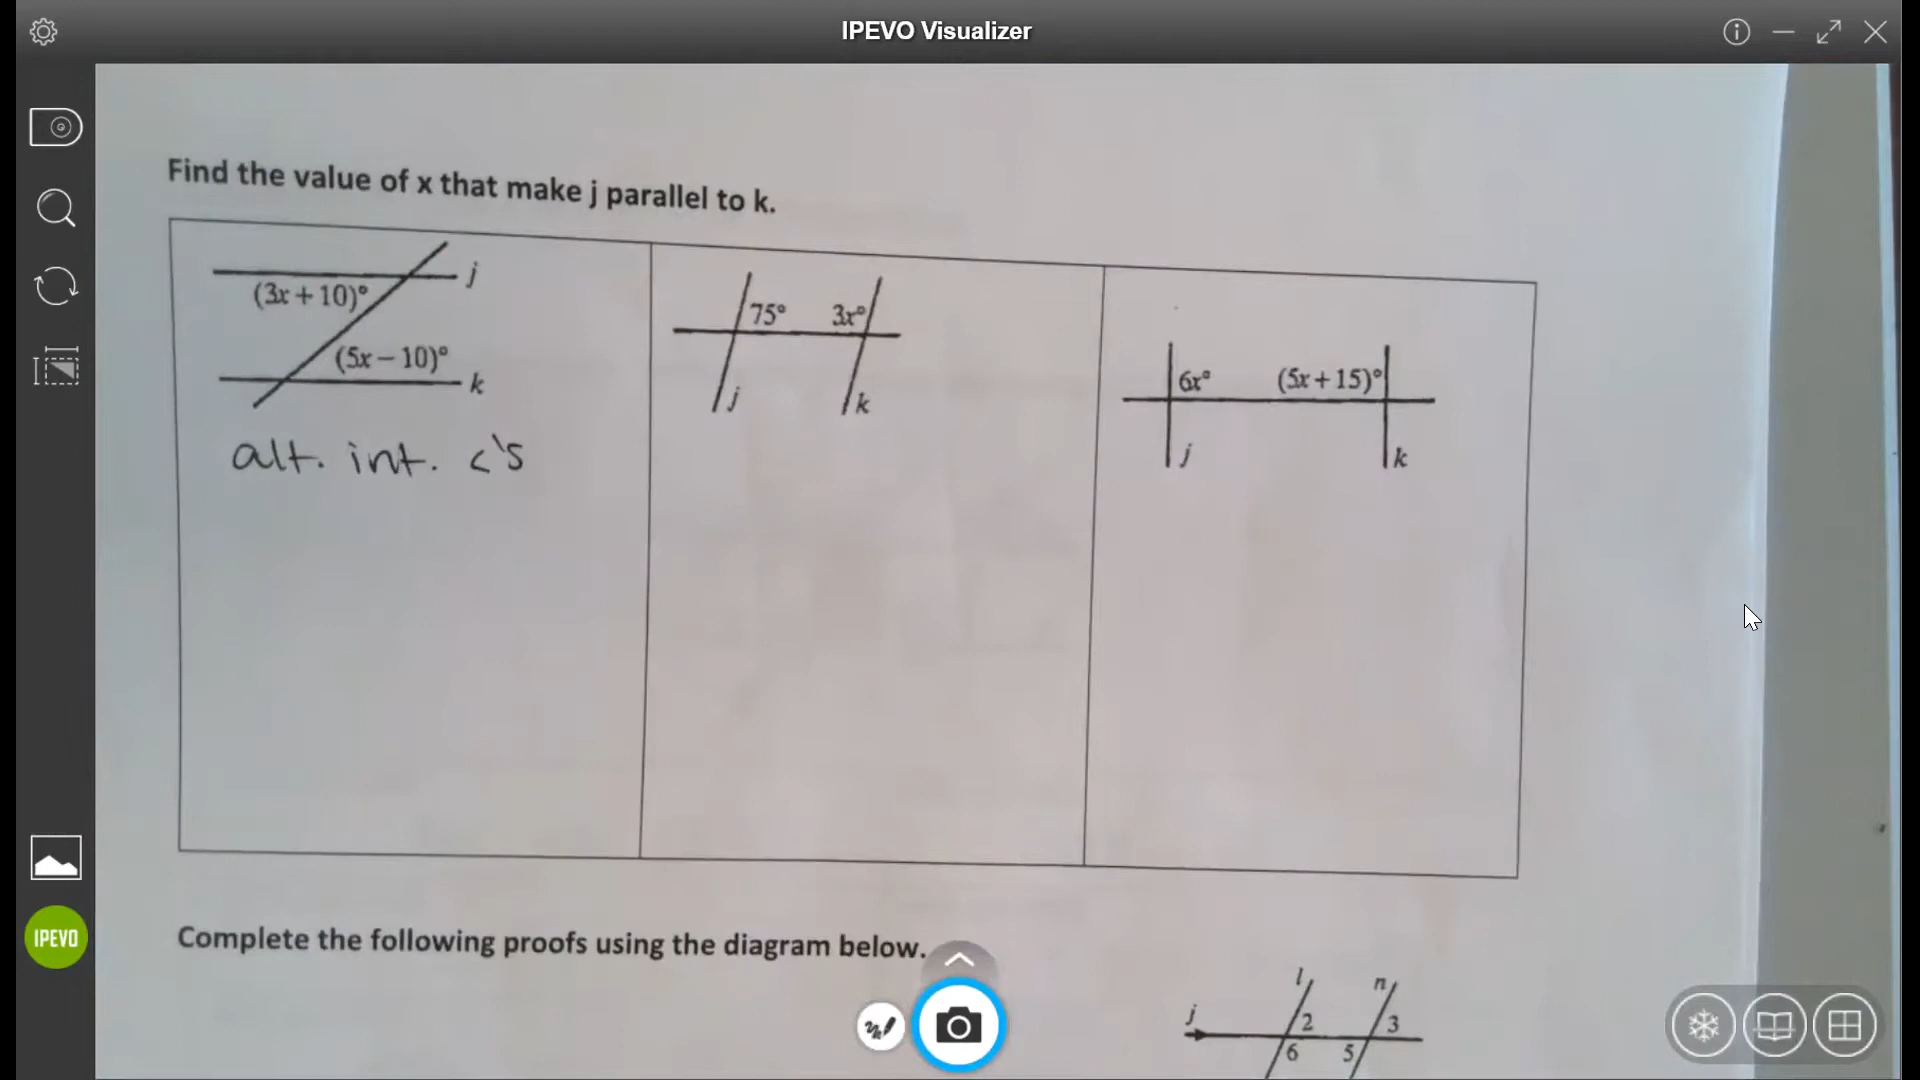 IPEVO Visualizer
Find the value of x that make j parallel to k.
j
(3x + 10)°
(5x − 10)°
k
alt. int. <'s
75°
3x°
j
k
6x°
(5x + 15)°
j
k
IPEVO
Complete the following proofs using the diagram below.
l
n
j
2
3
6
5